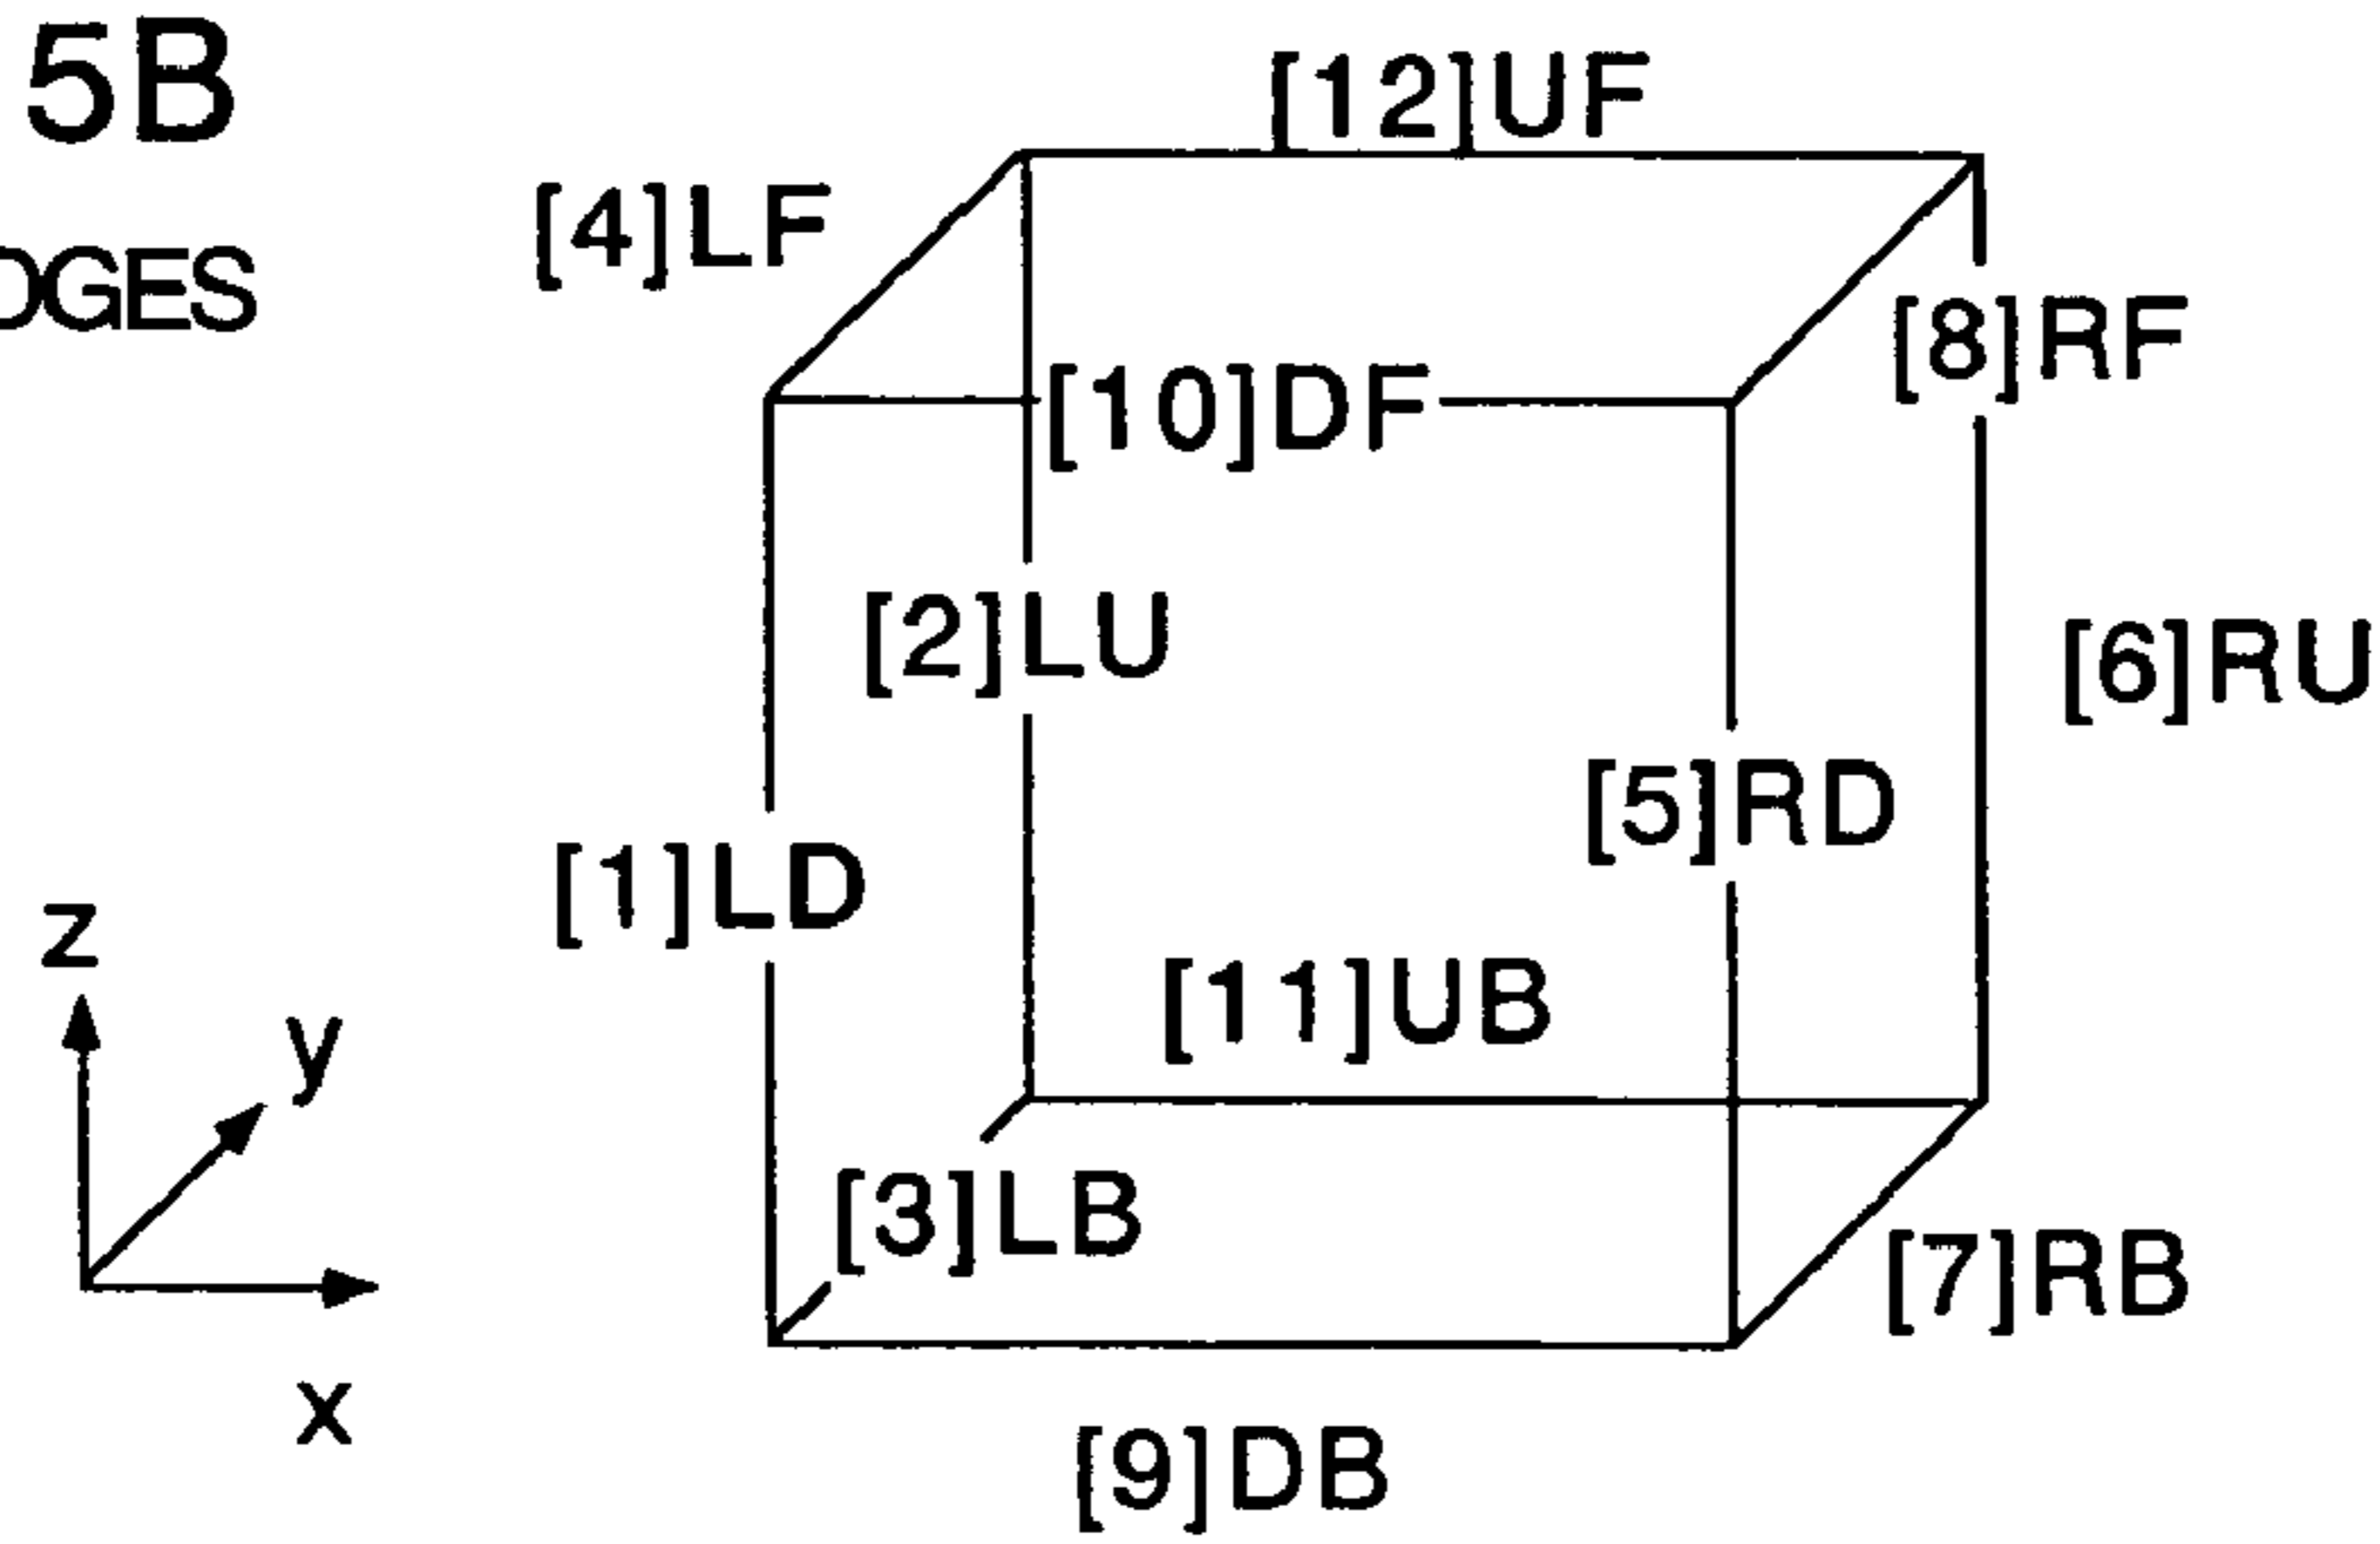 5B
[12]UF
[4]LF
DGES
[8]RF
[10]DF
[2]LU
[6]RU
[5]RD
[1]LD
z
[11]UB
y
[3]LB
[7]RB
x
[9]DB